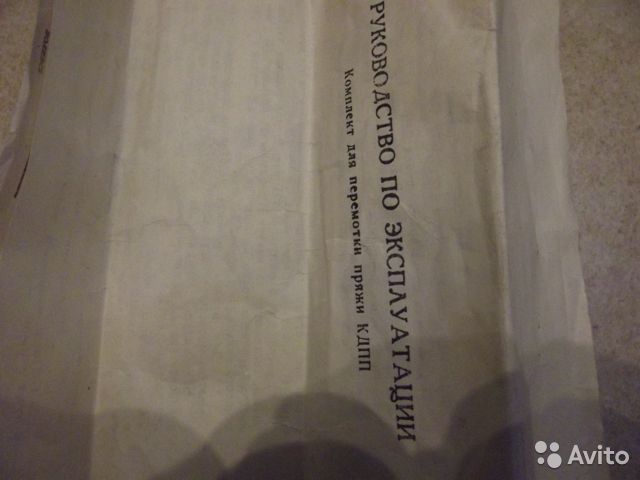 РУКОВОДСТВО ПО ЭКСПЛУАТАЦИИ
Комплект для перемотки пряжи КДПП
Avito